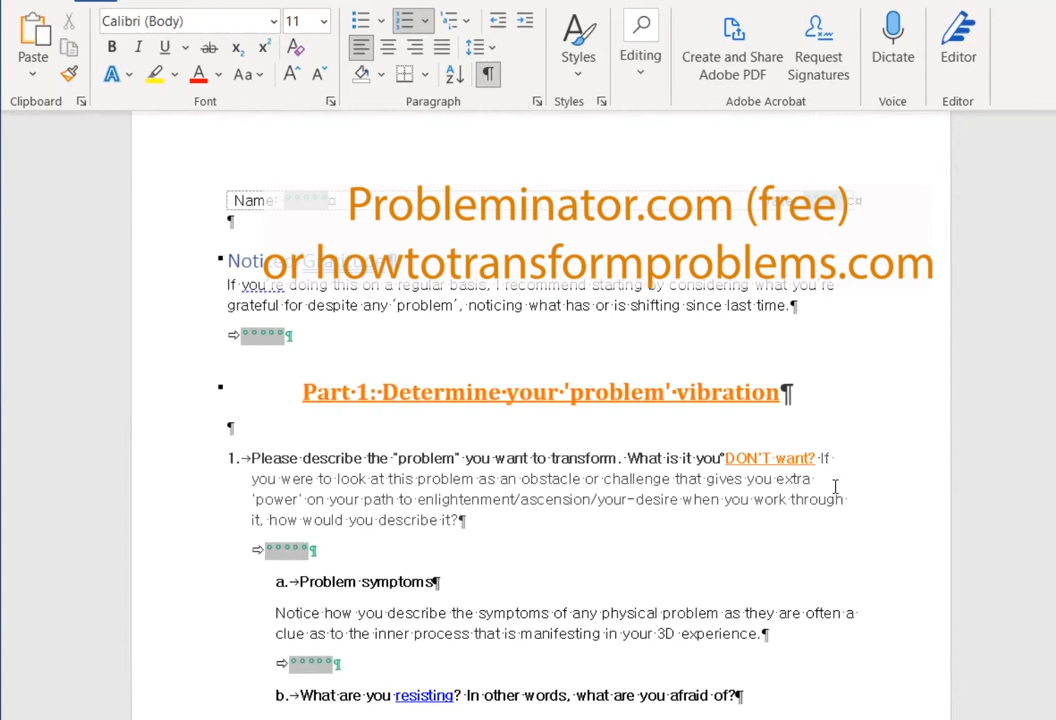 Calibri (Body) 11
Paste
Clipboard
B I U ab x₂ x²
A A Aa A A
Font
Paragraph
Styles
Styles
Editing
Create and Share
Adobe PDF
Request
Signatures
Adobe Acrobat
Dictate
Voice
Editor
Editor
Name:
Probleminator.com (free)
or howtotransformproblems.com
If you're doing this on a regular basis, I recommend starting by considering what you're
grateful for despite any 'problem', noticing what has or is shifting since last time.¶
Part 1: Determine your 'problem' vibration¶
1. Please describe the "problem" you want to transform. What is it you DON'T want? If
you were to look at this problem as an obstacle or challenge that gives you extra
'power' on your path to enlightenment/ascension/your-desire when you work through
it, how would you describe it?¶
a. Problem symptoms¶
Notice how you describe the symptoms of any physical problem as they are often a
clue as to the inner process that is manifesting in your 3D experience.¶
b. What are you resisting? In other words, what are you afraid of?¶